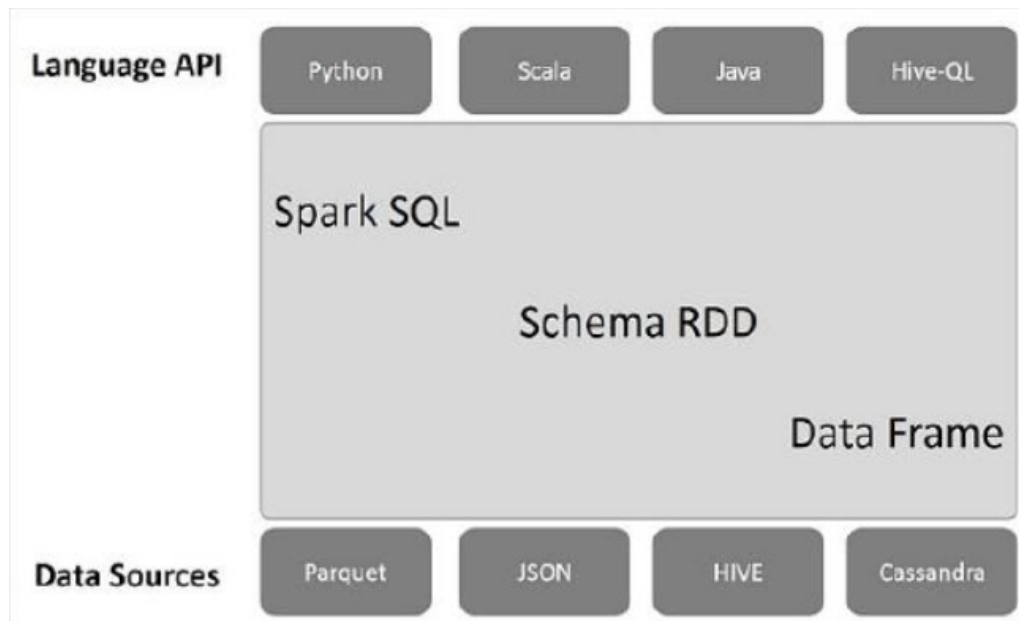 Language API
Python
Scala
Java
Hive-QL
Spark SQL
Schema RDD
Data Frame
Data Sources
Parquet
JSON
HIVE
Cassandra